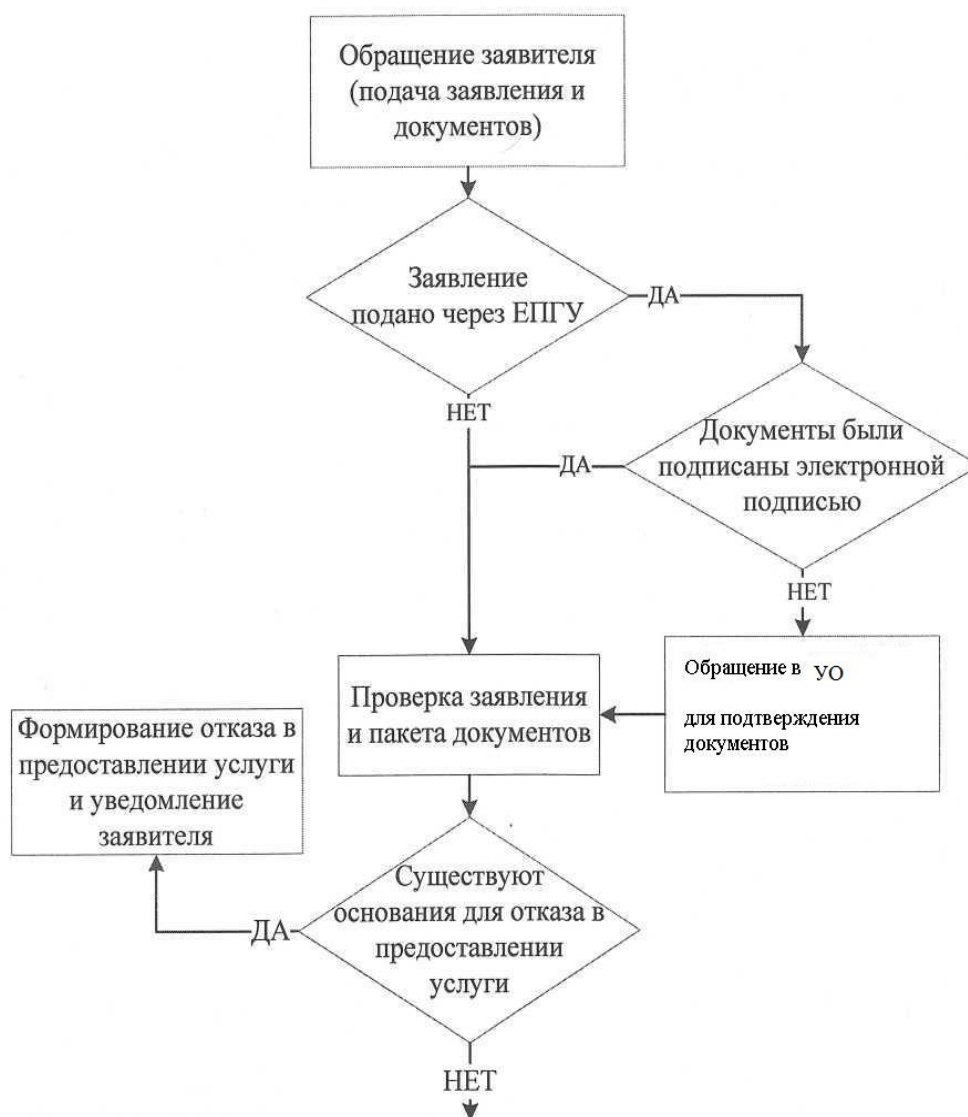 Обращение заявителя
(подача заявления и
документов)
Заявление
подано через ЕПГУ
ДА
НЕТ
Документы были
подписаны электронной
подписью
ДА
НЕТ
Обращение в УО
для подтверждения
документов
Проверка заявления
и пакета документов
Формирование отказа в
предоставлении услуги
и уведомление
заявителя
Существуют
основания для отказа в
предоставлении
услуги
ДА
НЕТ